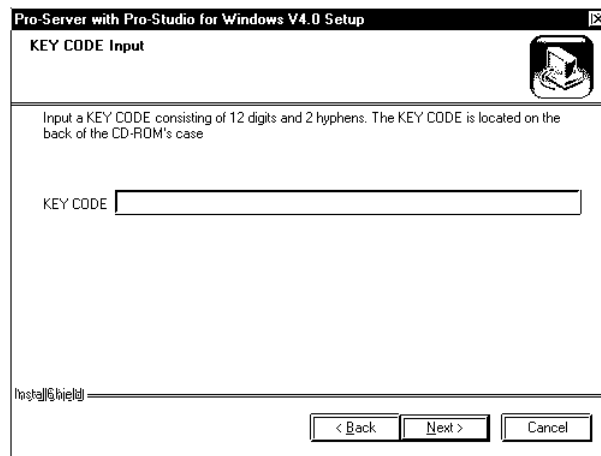 Pro-Server with Pro-Studio for Windows V4.0 Setup
KEY CODE Input
Input a KEY CODE consisting of 12 digits and 2 hyphens. The KEY CODE is located on the
back of the CD-ROM's case
KEY CODE
InstallShield
< Back Next > Cancel